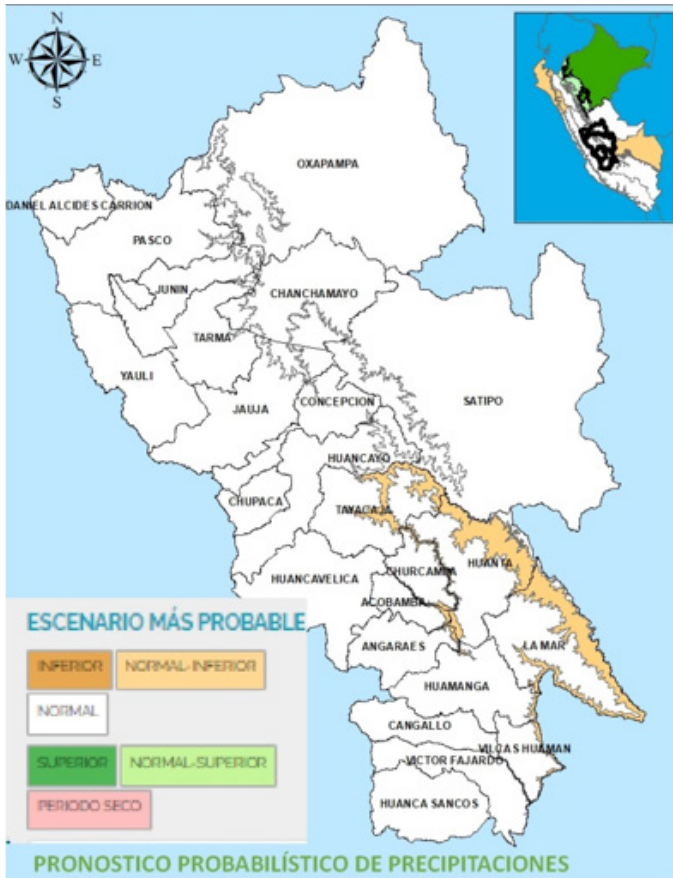 N
W E
S
OXAPAMPA
DANIEL ALCIDES CARRION
PASCO
JUNIN
CHANCHAMAYO
TARMA
YAULI
SATIPO
CONCEPCION
JAUJA
HUANCAYO
CHUPACA
TAYACAJA
HUANTA
CHURCAMPA
HUANCAVELICA
ACOBAMBA
ANGARAES
LA MAR
HUAMANGA
CANGALLO
VILCAS HUAMAN
VICTOR FAJARDO
HUANCA SANCOS
ESCENARIO MÁS PROBABLE
INFERIOR NORMAL-INFERIOR
NORMAL
SUPERIOR NORMAL-SUPERIOR
PERIODO SECO
PRONOSTICO PROBABILÍSTICO DE PRECIPITACIONES